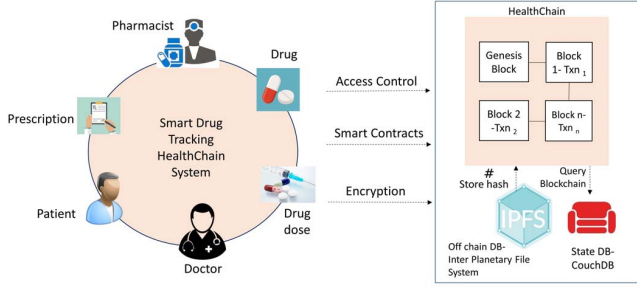 Pharmacist
Drug
Prescription
Smart Drug
Tracking
HealthChain
System
Patient
Drug
dose
Doctor
Access Control
Smart Contracts
Encryption
HealthChain
Genesis
Block
Block
1- Txn 1
Block 2
-Txn 2
Block n-
Txn n
#
Store hash
Query
Blockchain
IPFS
Off chain DB-
Inter Planetary File
System
State DB-
CouchDB